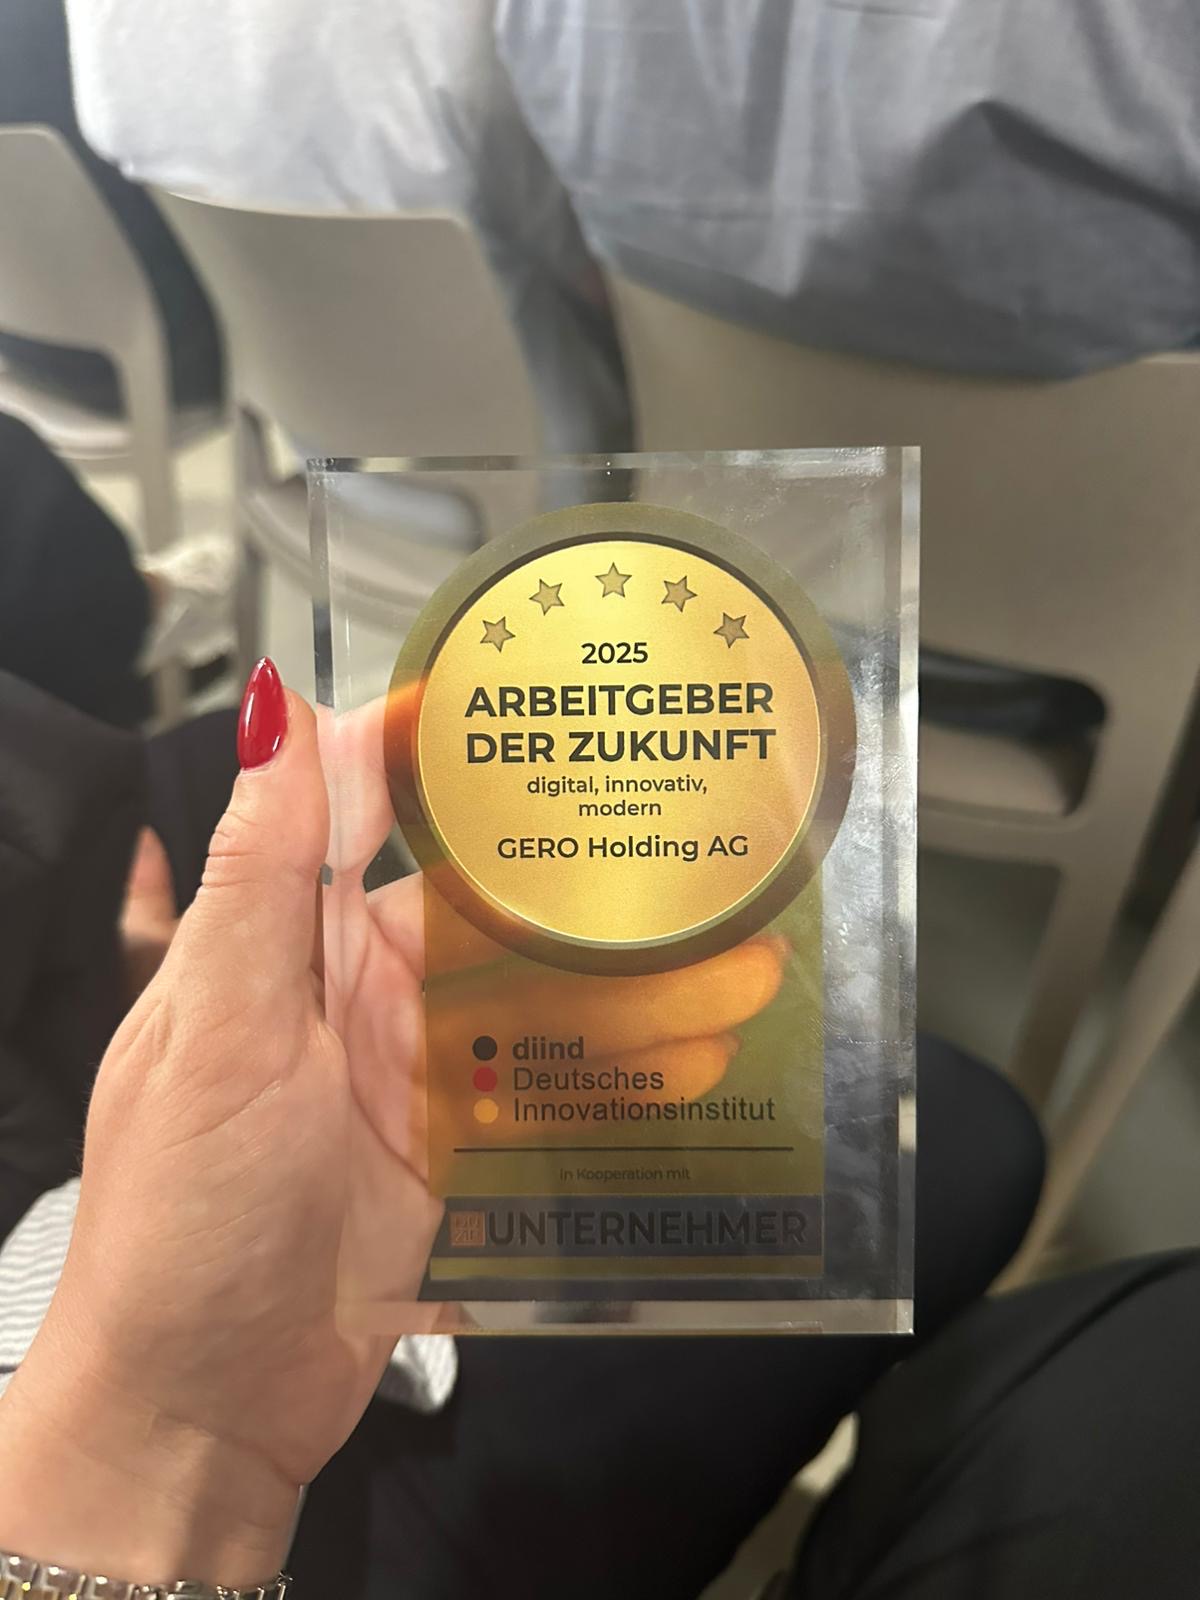 2025
ARBEITGEBER
DER ZUKUNFT
digital, innovativ,
modern
GERO Holding AG
diind
Deutsches
Innovationsinstitut
in Kooperation mit
UNTERNEHMER